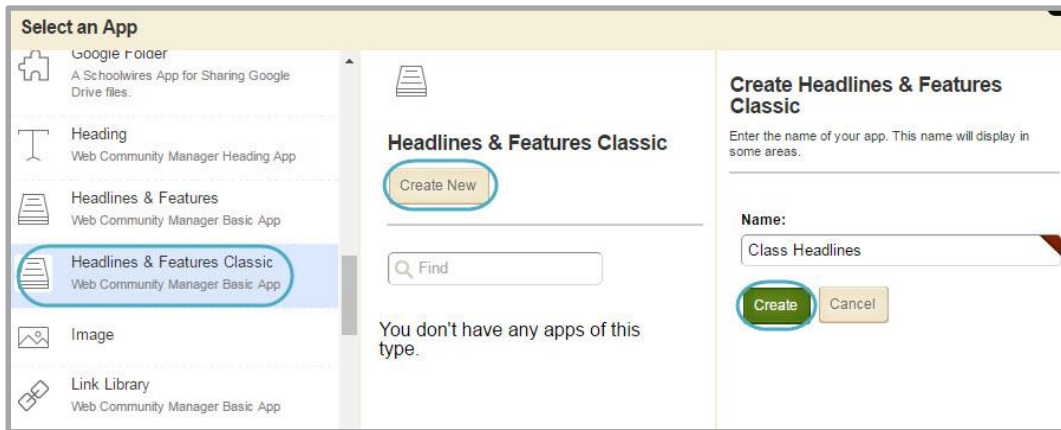 Select an App
Google Folder
A Schoolwires App for Sharing Google
Drive files.
Heading
Web Community Manager Heading App
Headlines & Features
Web Community Manager Basic App
Headlines & Features Classic
Web Community Manager Basic App
Image
Link Library
Web Community Manager Basic App
Headlines & Features Classic
Create New
Find
You don't have any apps of this
type.
Create Headlines & Features
Classic
Enter the name of your app. This name will display in
some areas.
Name:
Class Headlines
Create
Cancel